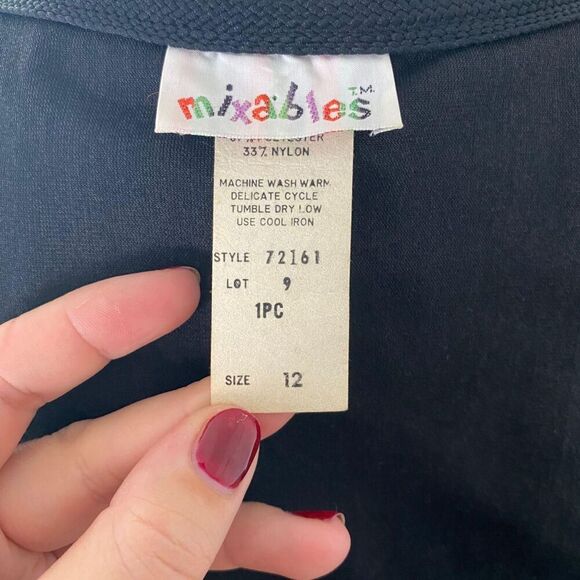 mixables T.M.
33% NYLON
MACHINE WASH WARM
DELICATE CYCLE
TUMBLE DRY LOW
USE COOL IRON
STYLE 72161
LOT 9
1PC
SIZE 12